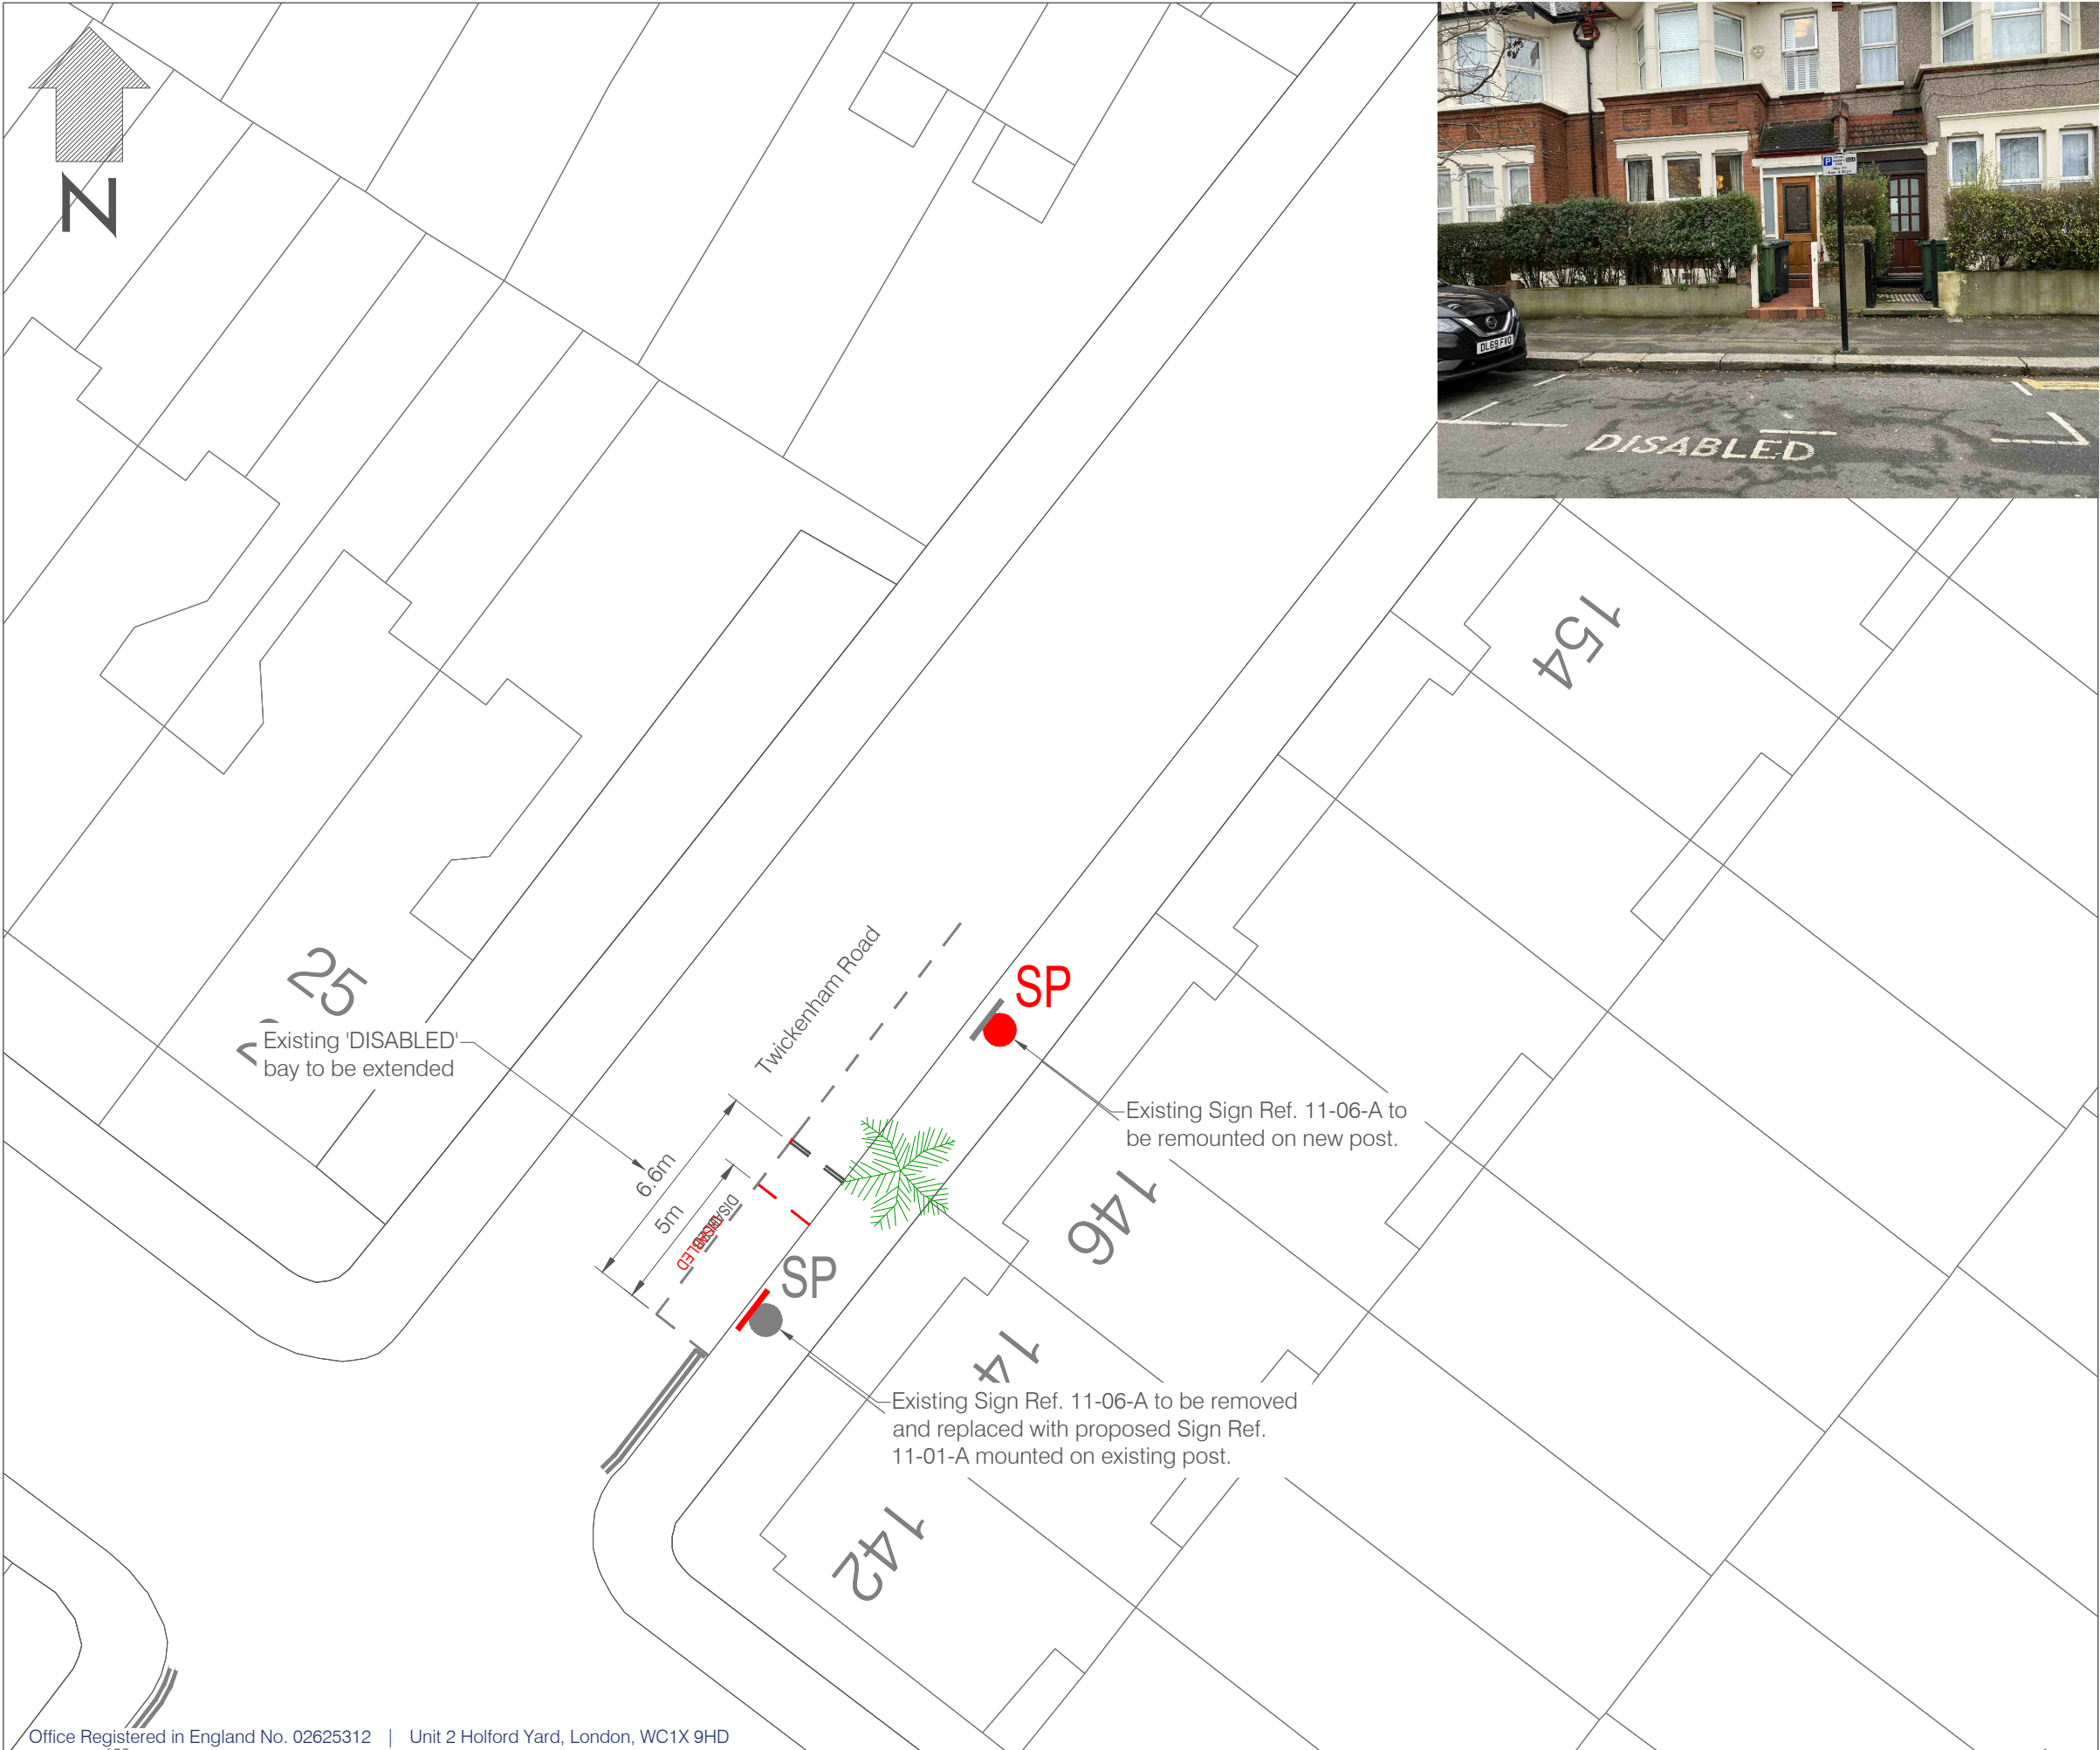 N
DL69 FVO
DISABLED
154
25
Existing 'DISABLED'
bay to be extended
Twickenham Road
SP
Existing Sign Ref. 11-06-A to
be remounted on new post.
6.6m
5m
DISABLED
146
SP
14
Existing Sign Ref. 11-06-A to be removed
and replaced with proposed Sign Ref.
11-01-A mounted on existing post.
142
Office Registered in England No. 02625312 | Unit 2 Holford Yard, London, WC1X 9HD